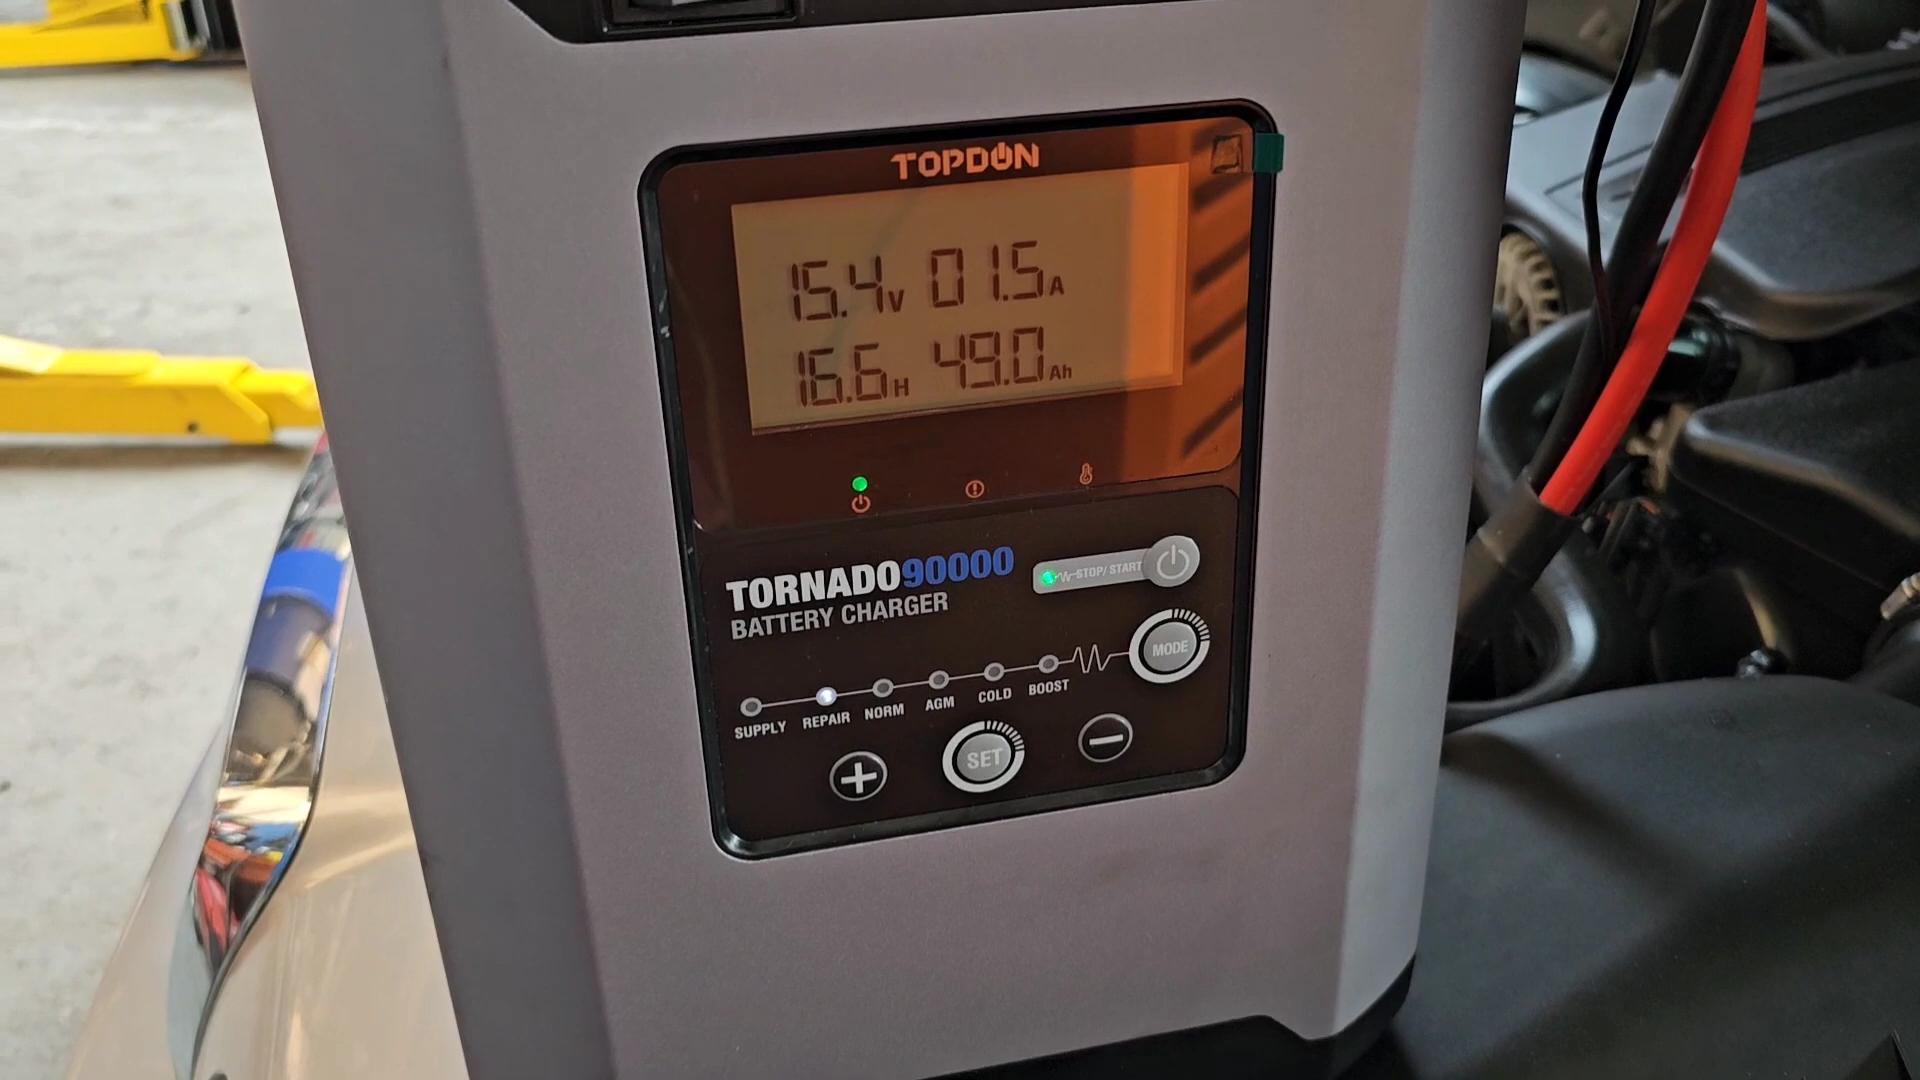 TOPDON
15.4V 01.5A
16.6H 49.0Ah
TORNADO90000
BATTERY CHARGER
STOP/ START
MODE
SUPPLY REPAIR NORM AGM COLD BOOST
SET